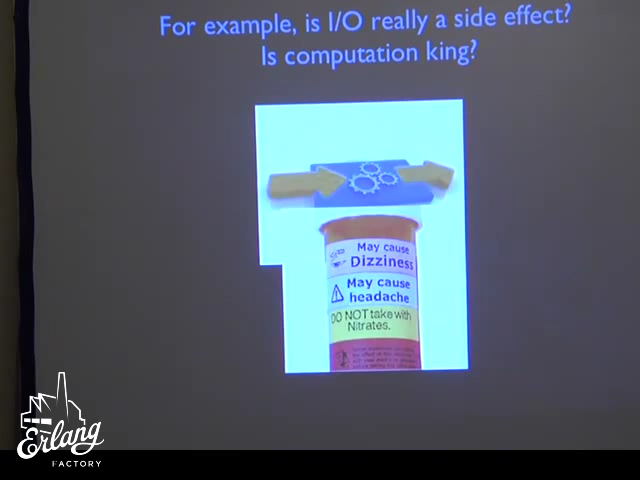 For example, is I/O really a side effect?
Is computation king?
May cause
Dizziness
May cause
headache
DO NOT take with
Nitrates.
Erlang
FACTORY